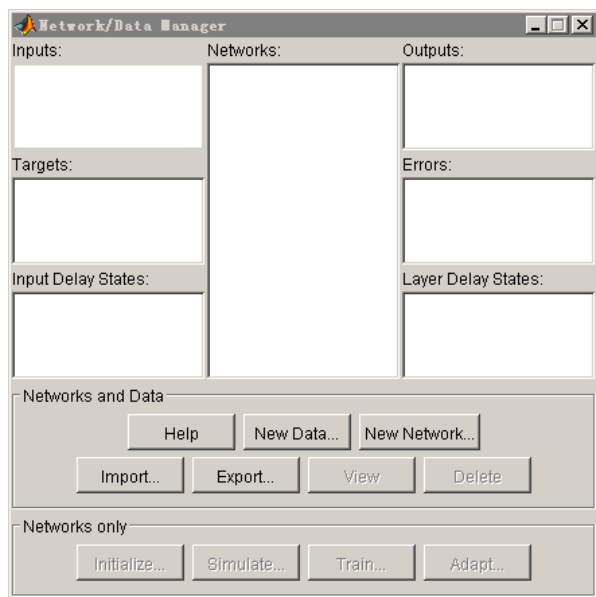 Network/Data Manager
Inputs: Networks: Outputs:
Targets: Errors:
Input Delay States: Layer Delay States:
Networks and Data
Help New Data... New Network...
Import... Export... View Delete
Networks only
Initialize... Simulate... Train... Adapt...